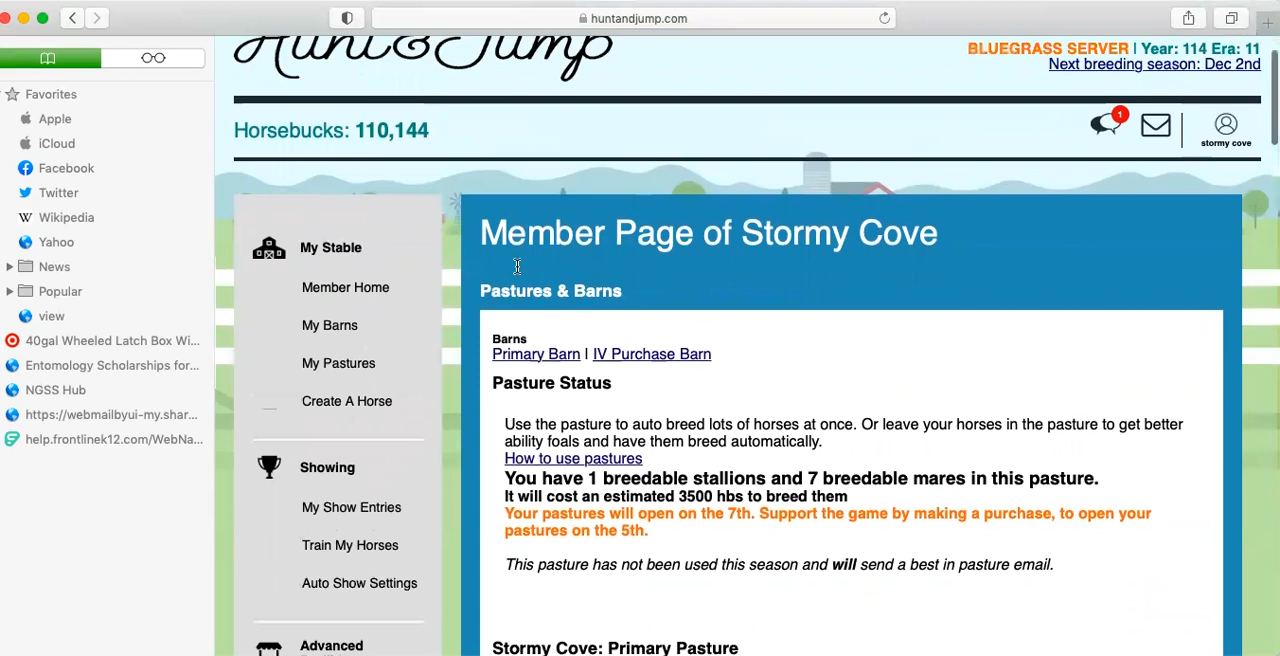 huntandjump.com
Hunt&Jump
BLUEGRASS SERVER | Year: 114 Era: 11
Next breeding season: Dec 2nd
Horsebucks: 110,144
1
stormy cove
Favorites
Apple
iCloud
Facebook
Twitter
Wikipedia
Yahoo
News
Popular
view
40gal Wheeled Latch Box Wi...
Entomology Scholarships for...
NGSS Hub
https://webmailbyui-my.shar...
help.frontlinek12.com/WebNa...
My Stable
Member Home
My Barns
My Pastures
Create A Horse
Showing
My Show Entries
Train My Horses
Auto Show Settings
Advanced
Member Page of Stormy Cove
Pastures & Barns
Barns
Primary Barn | IV Purchase Barn
Pasture Status
Use the pasture to auto breed lots of horses at once. Or leave your horses in the pasture to get better
ability foals and have them breed automatically.
How to use pastures
You have 1 breedable stallions and 7 breedable mares in this pasture.
It will cost an estimated 3500 hbs to breed them
Your pastures will open on the 7th. Support the game by making a purchase, to open your
pastures on the 5th.
This pasture has not been used this season and will send a best in pasture email.
Stormy Cove: Primary Pasture